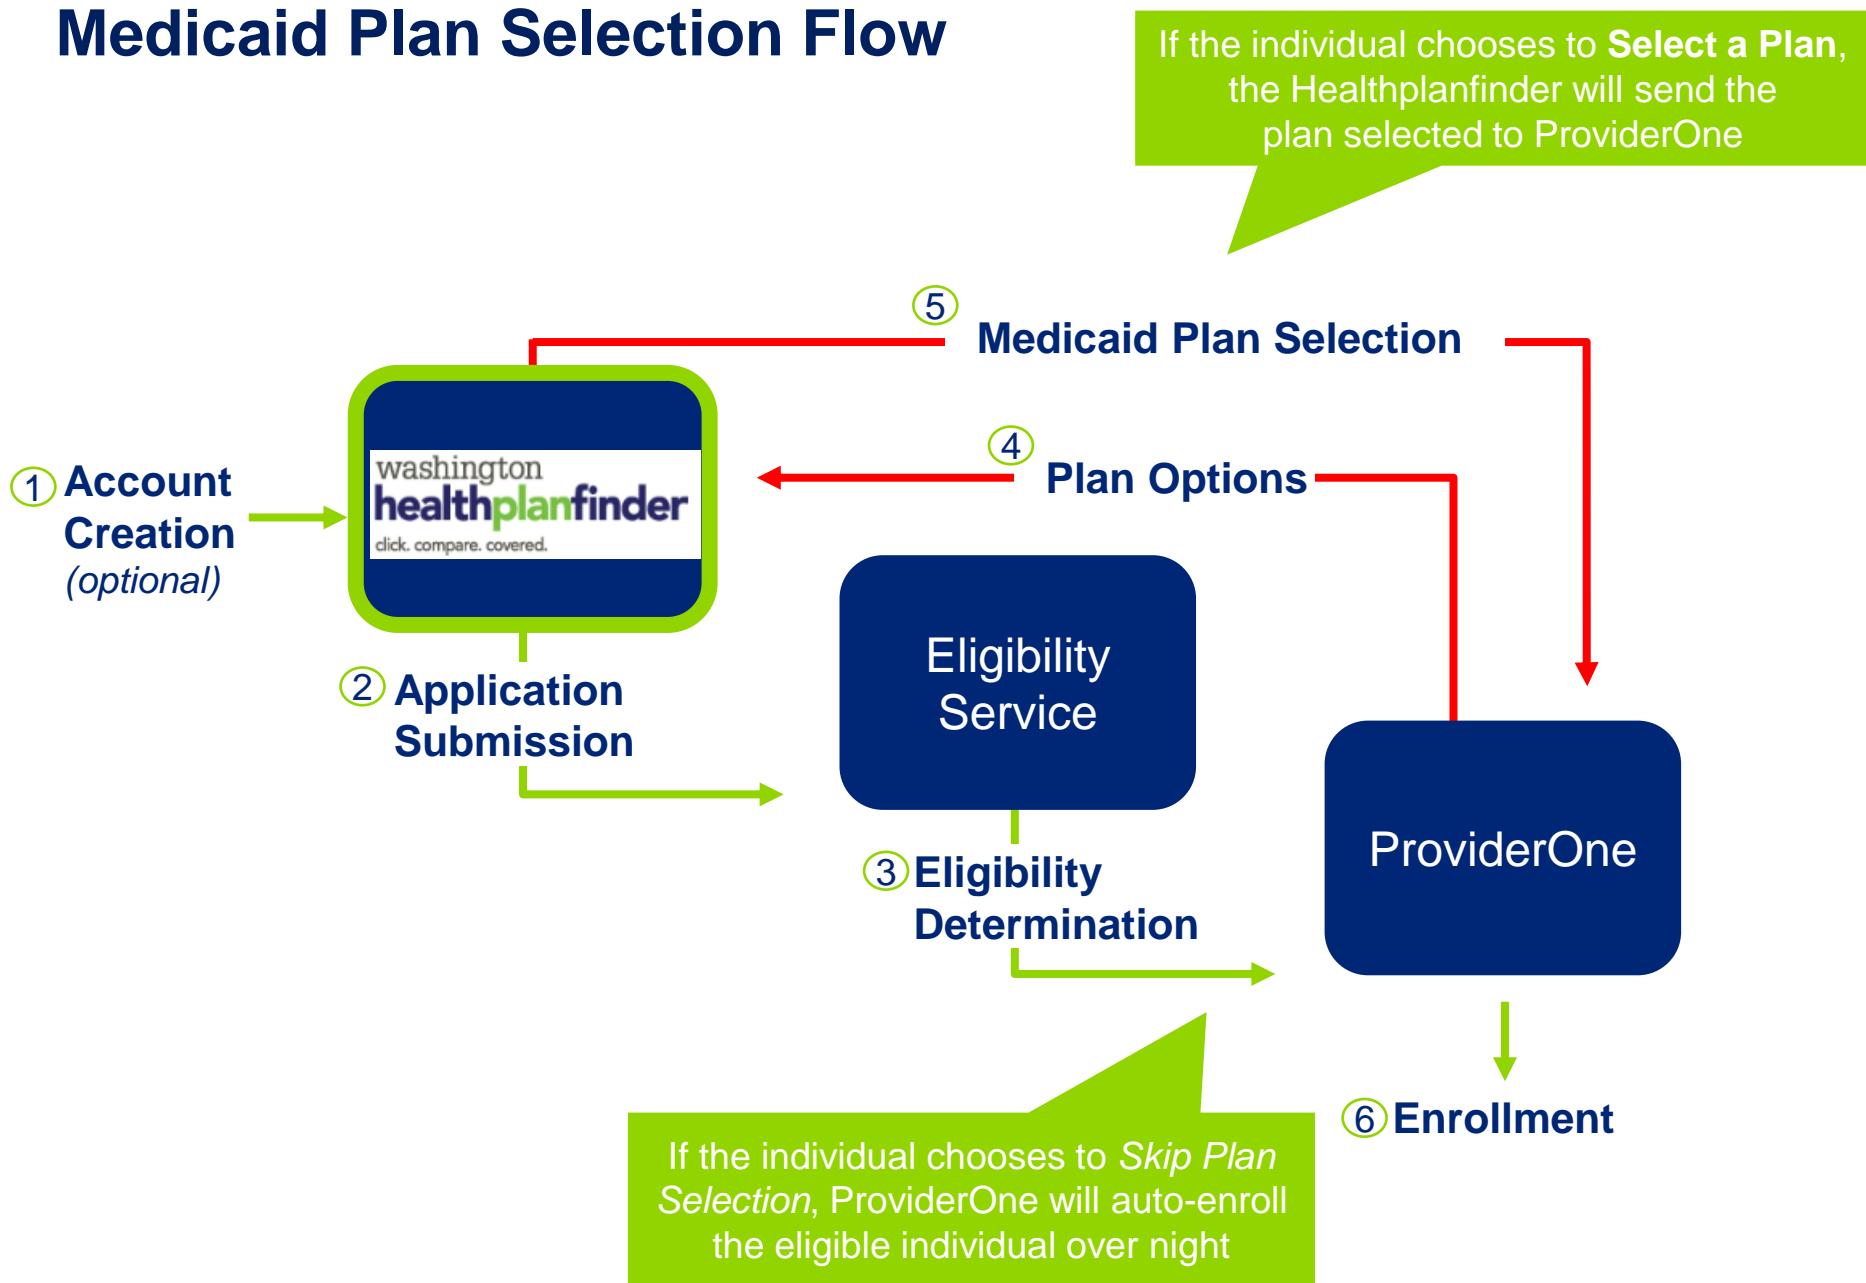 Medicaid Plan Selection Flow
If the individual chooses to Select a Plan,
the Healthplanfinder will send the
plan selected to ProviderOne
5
Medicaid Plan Selection
4
Plan Options
1
Account
Creation
(optional)
washington
healthplanfinder
click. compare. covered.
2
Application
Submission
Eligibility
Service
3
Eligibility
Determination
ProviderOne
6
Enrollment
If the individual chooses to Skip Plan
Selection, ProviderOne will auto-enroll
the eligible individual over night